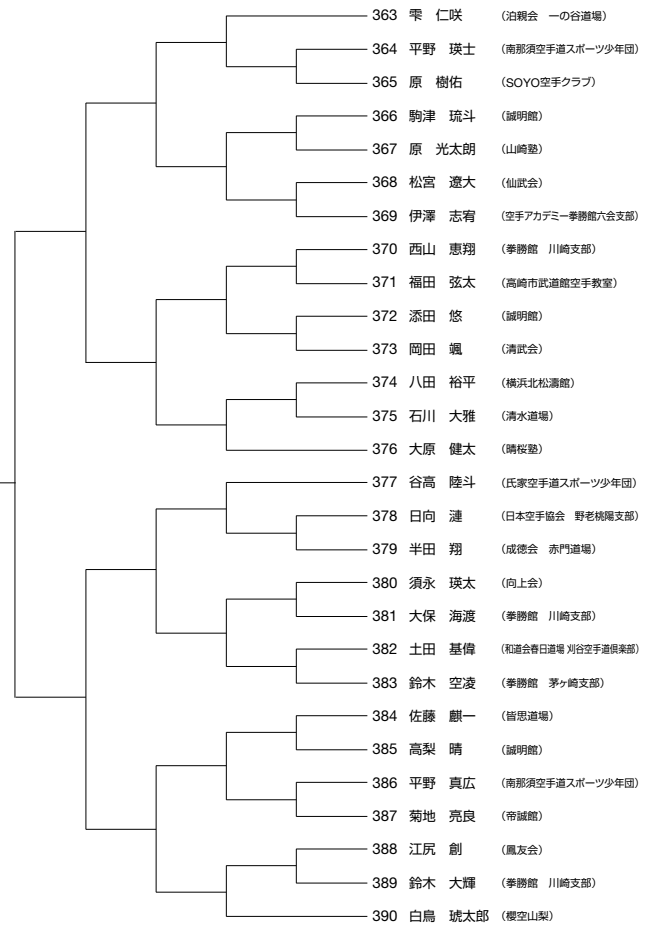 363 雫　仁咲 （泊親会　一の谷道場）
364 平野　瑛士 （南那須空手道スポーツ少年団）
365 原　樹佑 （SOYO空手クラブ）
366 駒津　琉斗 （誠明館）
367 原　光太朗 （山崎塾）
368 松宮　遼大 （仙武会）
369 伊澤　志宥 （空手アカデミー拳勝館六会支部）
370 西山　恵翔 （拳勝館　川崎支部）
371 福田　弦太 （高崎市武道館空手教室）
372 添田　悠 （誠明館）
373 岡田　颯 （清武会）
374 八田　裕平 （横浜北松濤館）
375 石川　大雅 （清水道場）
376 大原　健太 （晴桜塾）
377 谷高　陸斗 （氏家空手道スポーツ少年団）
378 日向　漣 （日本空手協会　野老桃陽支部）
379 半田　翔 （成徳会　赤門道場）
380 須永　瑛太 （向上会）
381 大保　海渡 （拳勝館　川崎支部）
382 土田　基偉 （和道会春日道場 刈谷空手道倶楽部）
383 鈴木　空凌 （拳勝館　茅ヶ崎支部）
384 佐藤　麒一 （皆思道場）
385 高梨　晴 （誠明館）
386 平野　真広 （南那須空手道スポーツ少年団）
387 菊地　亮良 （帝誠館）
388 江尻　創 （鳳友会）
389 鈴木　大輝 （拳勝館　川崎支部）
390 白鳥　琥太郎 （櫻空山梨）